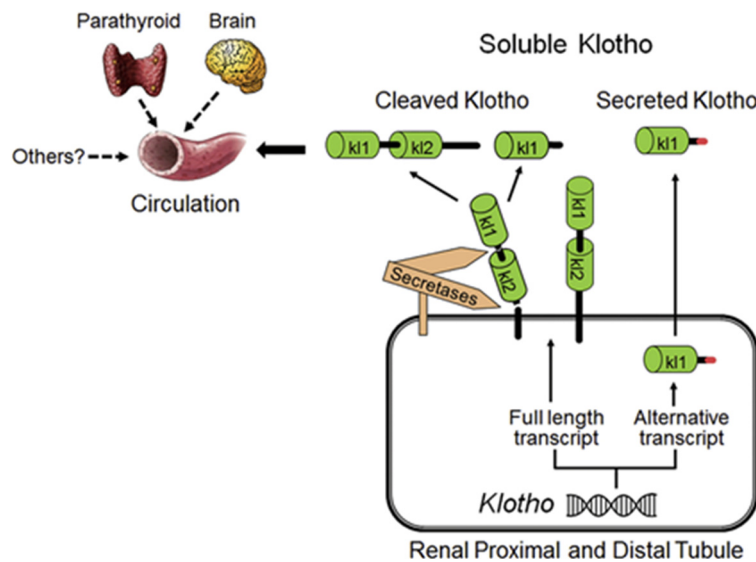 Parathyroid
Brain
Others?
Circulation
Soluble Klotho
Cleaved Klotho
Secreted Klotho
kl1
kl2
kl1
kl1
kl1
kl2
Secretases
kl1
kl2
kl1
Full length
transcript
Alternative
transcript
Klotho
Renal Proximal and Distal Tubule